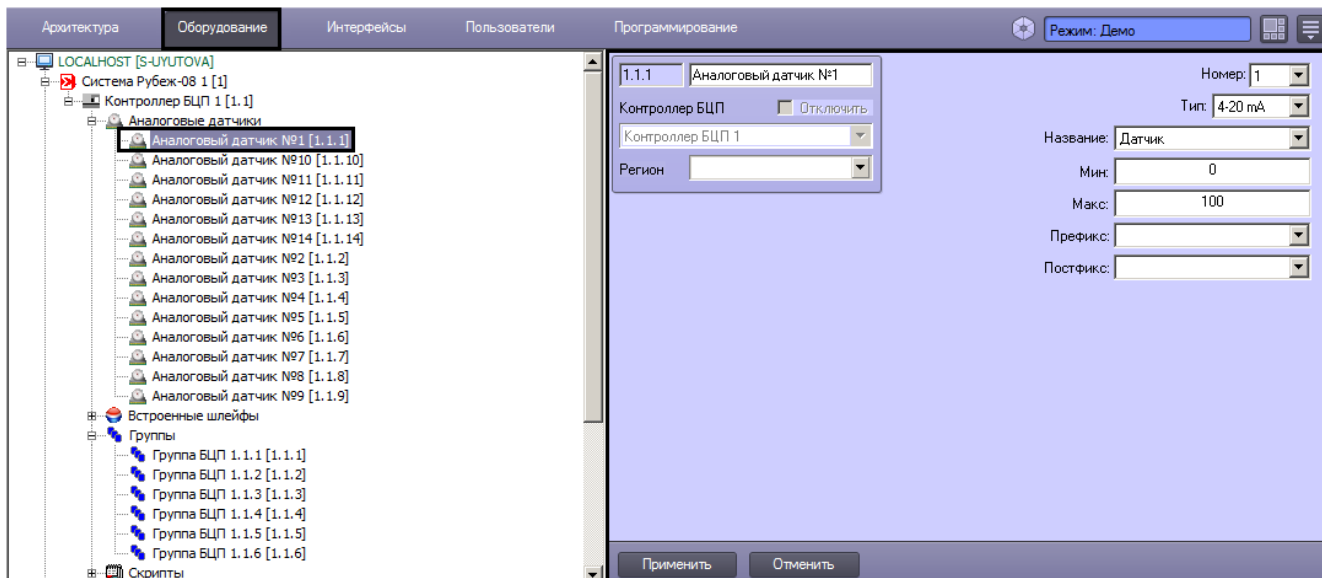 Архитектура Оборудование Интерфейсы Пользователи Программирование Режим: Демо
LOCALHOST [S-UYUTOVA]
Система Рубеж-08 1 [1]
Контроллер БЦП 1 [1.1]
Аналоговые датчики
Аналоговый датчик №1 [1.1.1]
Аналоговый датчик №10 [1.1.10]
Аналоговый датчик №11 [1.1.11]
Аналоговый датчик №12 [1.1.12]
Аналоговый датчик №13 [1.1.13]
Аналоговый датчик №14 [1.1.14]
Аналоговый датчик №2 [1.1.2]
Аналоговый датчик №3 [1.1.3]
Аналоговый датчик №4 [1.1.4]
Аналоговый датчик №5 [1.1.5]
Аналоговый датчик №6 [1.1.6]
Аналоговый датчик №7 [1.1.7]
Аналоговый датчик №8 [1.1.8]
Аналоговый датчик №9 [1.1.9]
Встроенные шлейфы
Группы
Группа БЦП 1.1.1 [1.1.1]
Группа БЦП 1.1.2 [1.1.2]
Группа БЦП 1.1.3 [1.1.3]
Группа БЦП 1.1.4 [1.1.4]
Группа БЦП 1.1.5 [1.1.5]
Группа БЦП 1.1.6 [1.1.6]
Скрипты
1.1.1 Аналоговый датчик №1
Контроллер БЦП Отключить
Контроллер БЦП 1
Регион
Номер: 1
Тип: 4-20 mA
Название: Датчик
Мин: 0
Макс: 100
Префикс:
Постфикс:
Применить Отменить